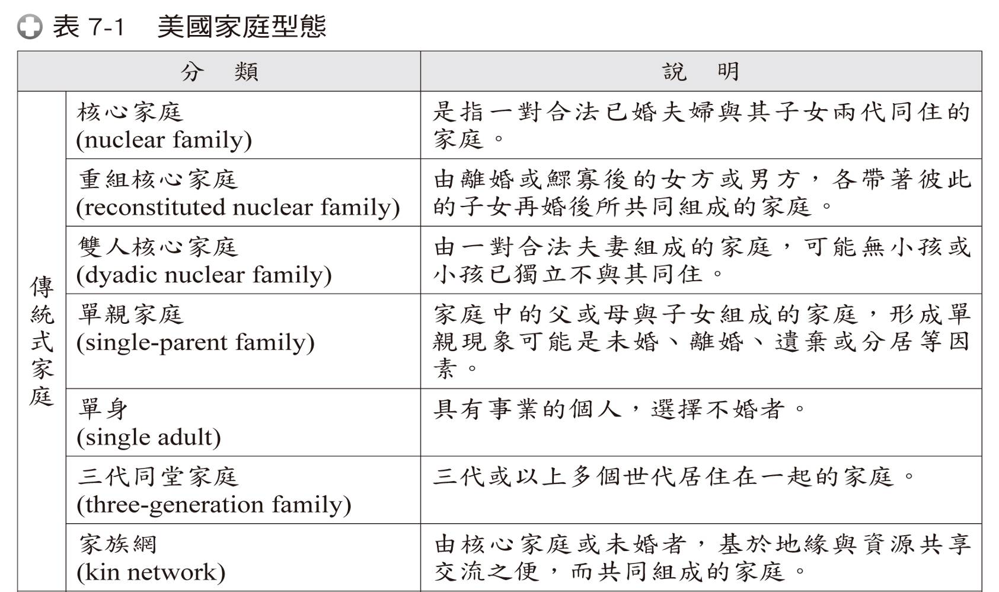 表 7-1 美國家庭型態
分 類
說 明
傳統式家庭
核心家庭
(nuclear family)
是指一對合法已婚夫婦與其子女兩代同住的
家庭。
重組核心家庭
(reconstituted nuclear family)
由離婚或鰥寡後的女方或男方，各帶著彼此
的子女再婚後所共同組成的家庭。
雙人核心家庭
(dyadic nuclear family)
由一對合法夫妻組成的家庭，可能無小孩或
小孩已獨立不與其同住。
單親家庭
(single-parent family)
家庭中的父或母與子女組成的家庭，形成單
親現象可能是未婚、離婚、遺棄或分居等因
素。
單身
(single adult)
具有事業的個人，選擇不婚者。
三代同堂家庭
(three-generation family)
三代或以上多個世代居住在一起的家庭。
家族網
(kin network)
由核心家庭或未婚者，基於地緣與資源共享
交流之便，而共同組成的家庭。